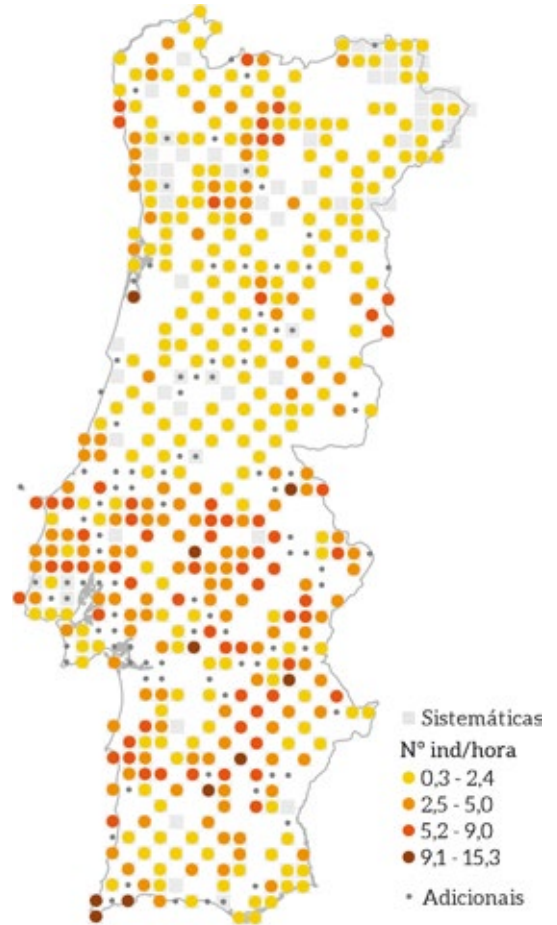 Sistemáticas
Nº ind/hora
0,3 - 2,4
2,5 - 5,0
5,2 - 9,0
9,1 - 15,3
Adicionais